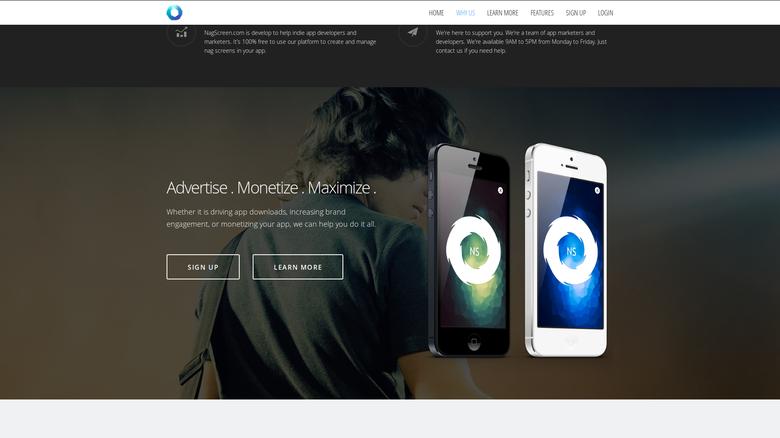 HOME WHY US LEARN MORE FEATURES SIGN UP LOGIN
NagScreen.com is develop to help indie app developers and
marketers. It's 100% free to use our platform to create and manage
nag screens in your app.
We're here to support you. We're a team of app marketers and
developers. We're available 9AM to 5PM from Monday to Friday. Just
contact us if you need help.
Advertise . Monetize . Maximize .
Whether it is driving app downloads, increasing brand
engagement, or monetizing your app, we can help you do it all.
SIGN UP LEARN MORE
NS NS